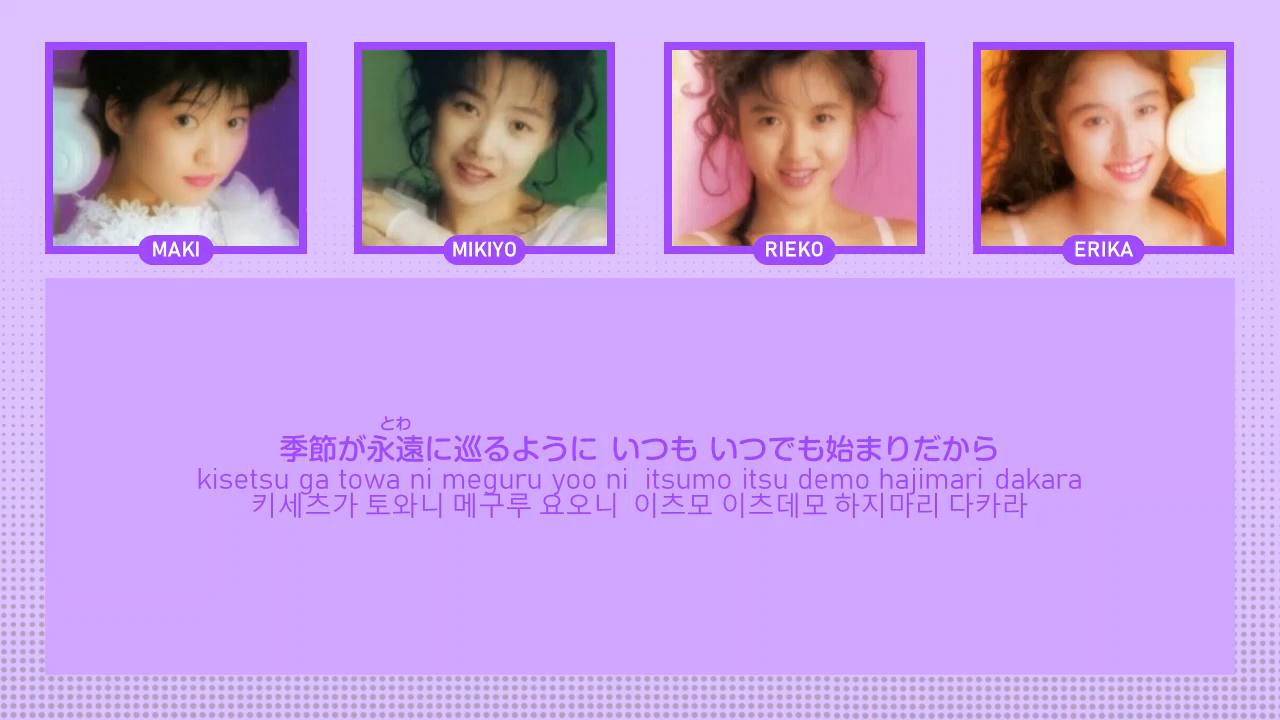 MAKI
MIKIYO
RIEKO
ERIKA
とわ
季節が永遠に巡るように いつも いつでも始まりだから
kisetsu ga towa ni meguru yoo ni itsumo itsu demo hajimari dakara
키세츠가 토와니 메구루 요오니 이츠모 이츠데모 하지마리 다카라